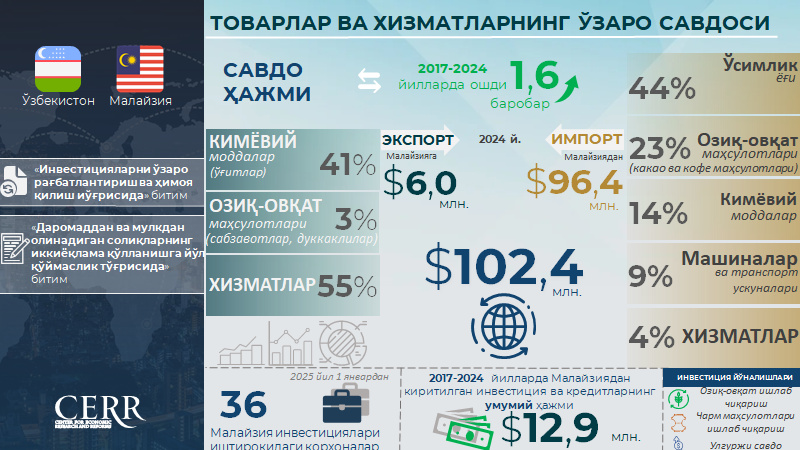 ТОВАРЛАР ВА ХИЗМАТЛАРНИНГ ЎЗАРО САВДОСИ
Ўзбекистон
Малайзия
«Инвестицияларни ўзаро
рағбатлантириш ва ҳимоя
қилиш йўғрисида» битим
«Даромаддан ва мулкдан
олинадиган солиқларнинг
иккиёқлама қўлланишга йўл
қўймаслик тўғрисида»
битим
CERR
CENTER FOR ECONOMIC
RESEARCH AND REFORMS
САВДО
ҲАЖМИ
2017-2024
йилларда ошди
1,6
баробар
КИМЁВИЙ
моддалар
(ўғитлар)
41%
ОЗИҚ-ОВҚАТ
маҳсулотлари
(сабзавотлар, дуккаклилар)
3%
ХИЗМАТЛАР
55%
ЭКСПОРТ
Малайзияга
$6,0
млн.
2024 й.
ИМПОРТ
Малайзиядан
$96,4
млн.
$102,4
млн.
44%
Ўсимлик
ёғи
23%
Озиқ-овқат
маҳсулотлари
(какао ва кофе маҳсулотлари)
14%
Кимёвий
моддалар
9%
Машиналар
ва транспорт
ускуналари
4%
ХИЗМАТЛАР
2025 йил 1 январдан
36
Малайзия инвестициялари
иштирокидаги корхоналар
2017-2024 йилларда Малайзиядан
киритилган инвестиция ва кредитларнинг
умумий ҳажми
$12,9
млн.
ИНВЕСТИЦИЯ ЙЎНАЛИШЛАРИ
Озиқ-овқат ишлаб
чиқариш
Чарм маҳсулотлари
ишлаб чиқариш
Улгуржи савдо